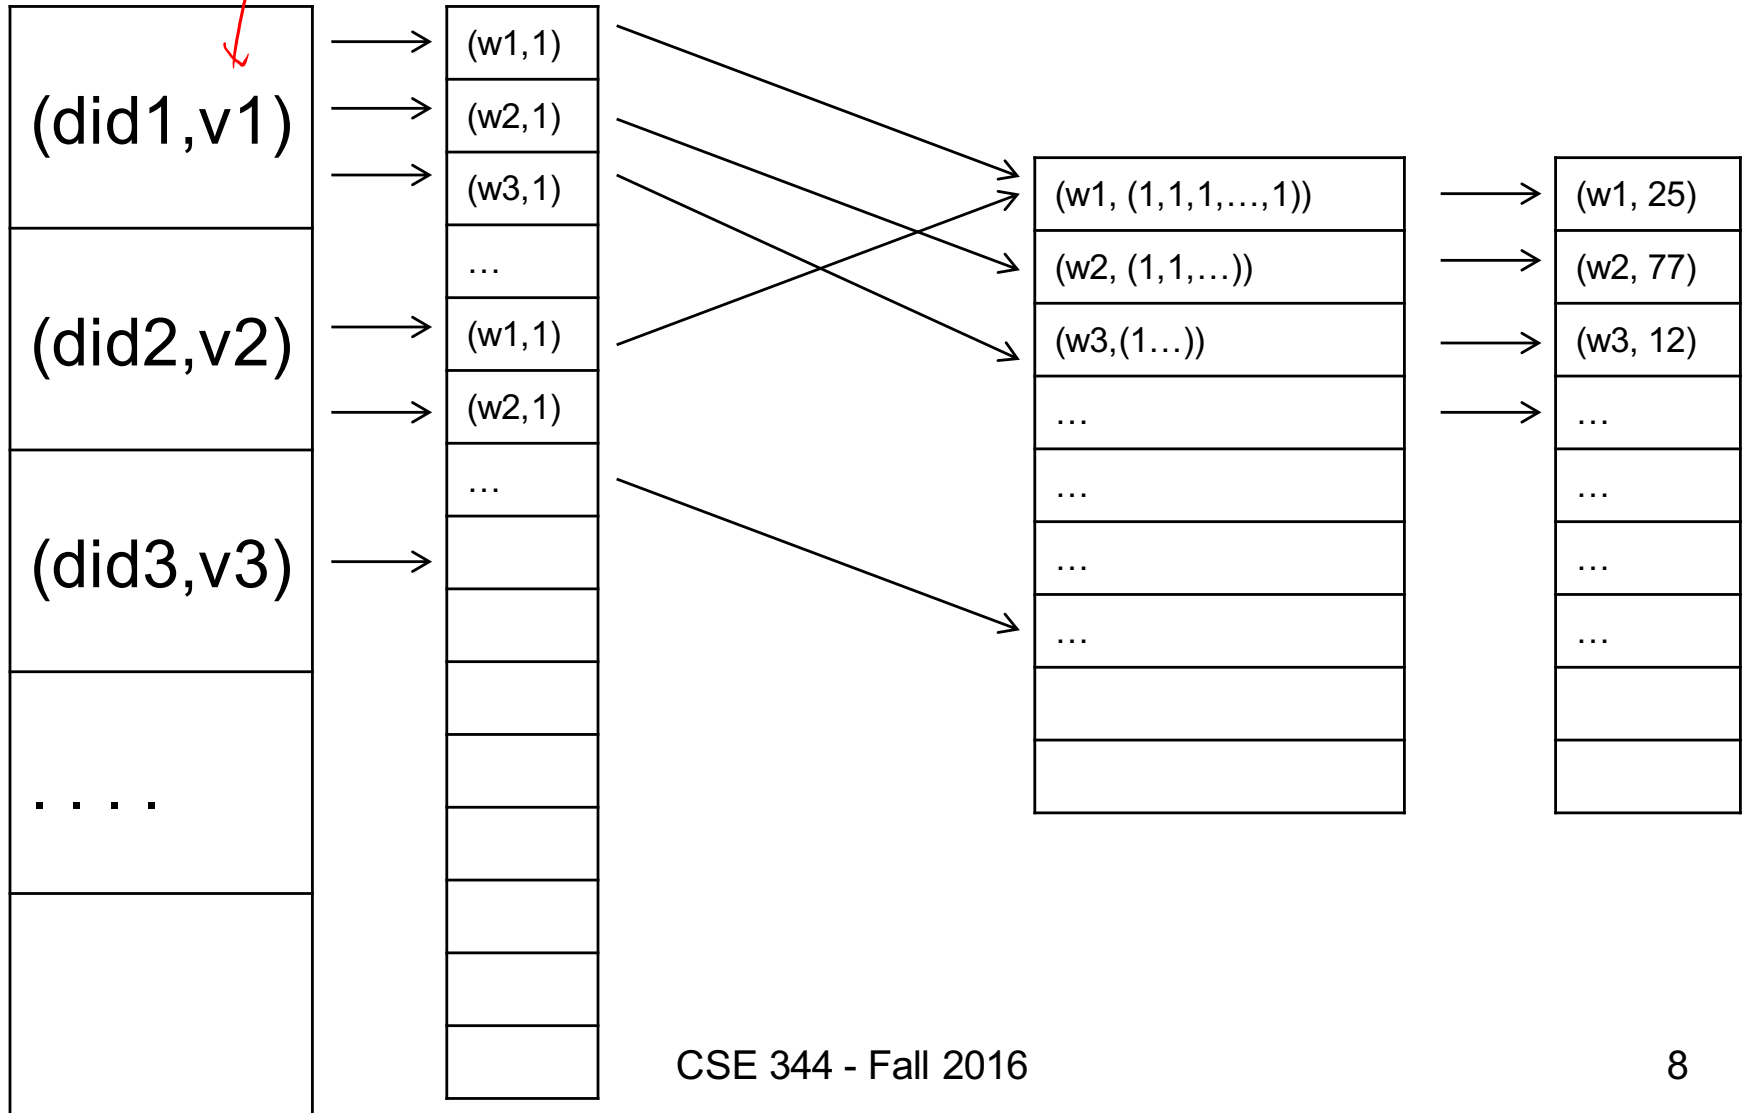 (did1,v1)
(did2,v2)
(did3,v3)
. . . .
(w1,1)
(w2,1)
(w3,1)
…
(w1,1)
(w2,1)
…
(w1, (1,1,1,…,1))
(w2, (1,1,…))
(w3,(1…))
…
…
…
…
(w1, 25)
(w2, 77)
(w3, 12)
…
…
…
…
CSE 344 - Fall 2016
8